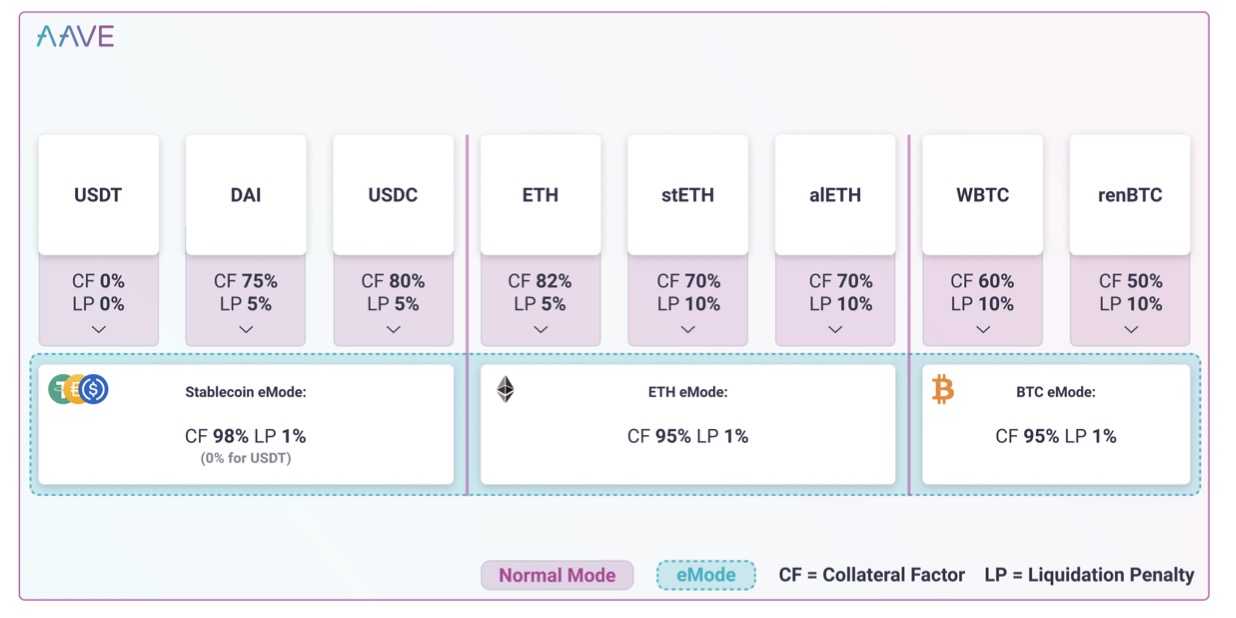 AAVE
USDT
DAI
USDC
ETH
stETH
alETH
WBTC
renBTC
CF 0%
LP 0%
CF 75%
LP 5%
CF 80%
LP 5%
CF 82%
LP 5%
CF 70%
LP 10%
CF 70%
LP 10%
CF 60%
LP 10%
CF 50%
LP 10%
Stablecoin eMode:
CF 98% LP 1%
(0% for USDT)
ETH eMode:
CF 95% LP 1%
BTC eMode:
CF 95% LP 1%
Normal Mode
eMode
CF = Collateral Factor
LP = Liquidation Penalty